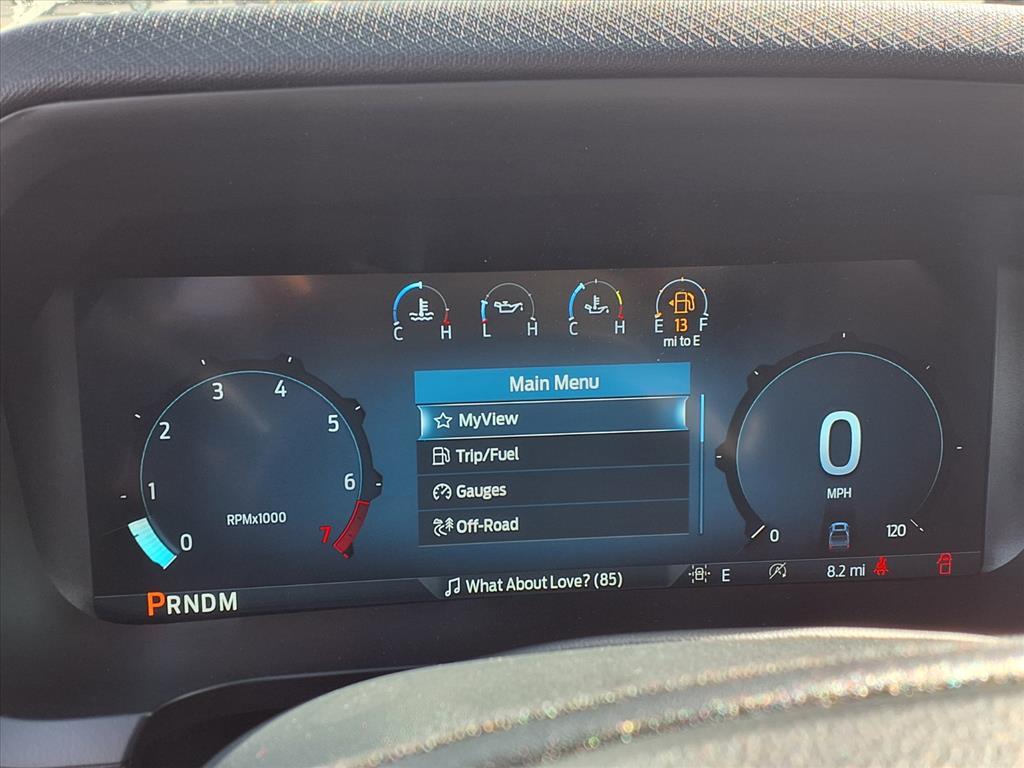 C H
L H
C H
E 13 F
mi to E
Main Menu
MyView
Trip/Fuel
Gauges
Off-Road
0 1 2 3 4 5 6 7
RPMx1000
0
MPH
0 120
PRNDM
What About Love? (85)
E
8.2 mi